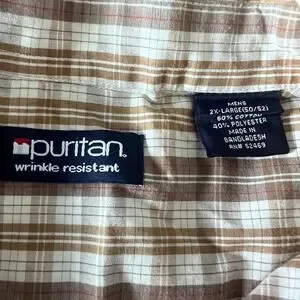 puritan
wrinkle resistant
MENS
2X-LARGE(50/52)
60% COTTON
40% POLYESTER
MADE IN
BANGLADESH
RN# 52469